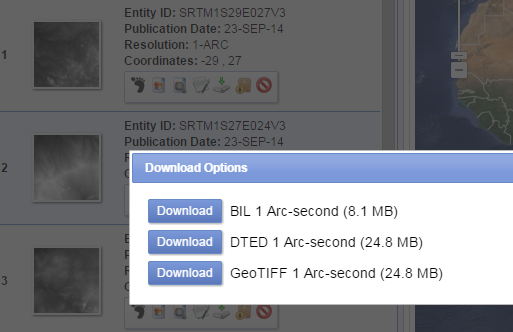 1
Entity ID: SRTM1S29E027V3
Publication Date: 23-SEP-14
Resolution: 1-ARC
Coordinates: -29 , 27
2
Entity ID: SRTM1S27E024V3
Publication Date: 23-SEP-14
Download Options
Download BIL 1 Arc-second (8.1 MB)
Download DTED 1 Arc-second (24.8 MB)
Download GeoTIFF 1 Arc-second (24.8 MB)
3